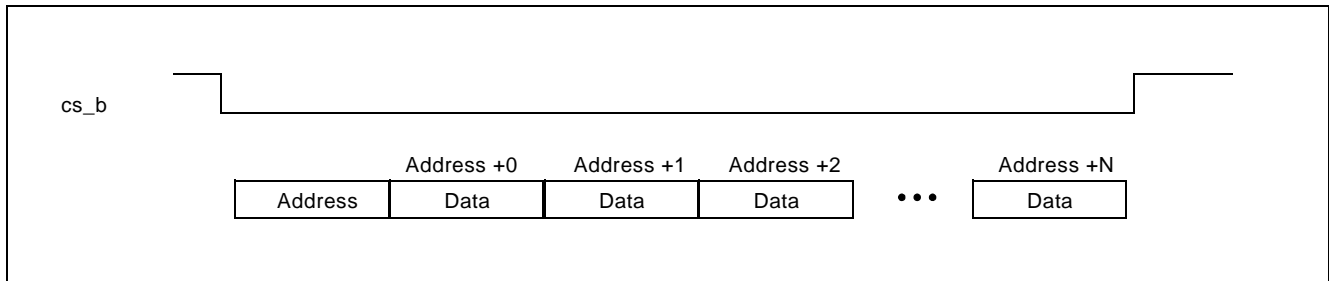 cs_b
Address +0 Address +1 Address +2 Address +N
Address Data Data Data ••• Data